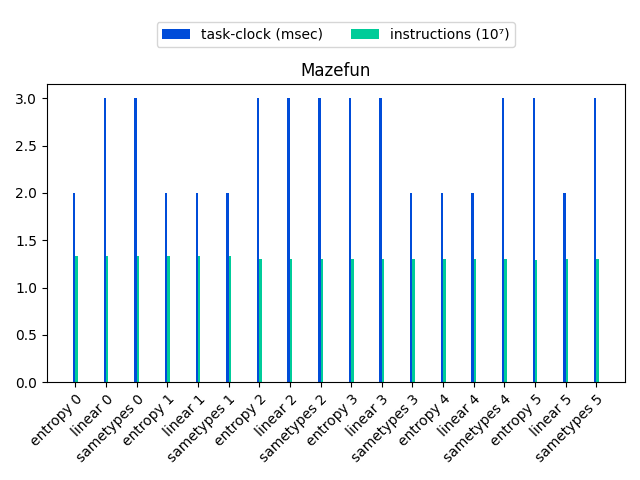 task-clock (msec)
instructions (10⁷)
Mazefun
3.0
2.5
2.0
1.5
1.0
0.5
0.0
entropy 0
linear 0
sametypes 0
entropy 1
linear 1
sametypes 1
entropy 2
linear 2
sametypes 2
entropy 3
linear 3
sametypes 3
entropy 4
linear 4
sametypes 4
entropy 5
linear 5
sametypes 5